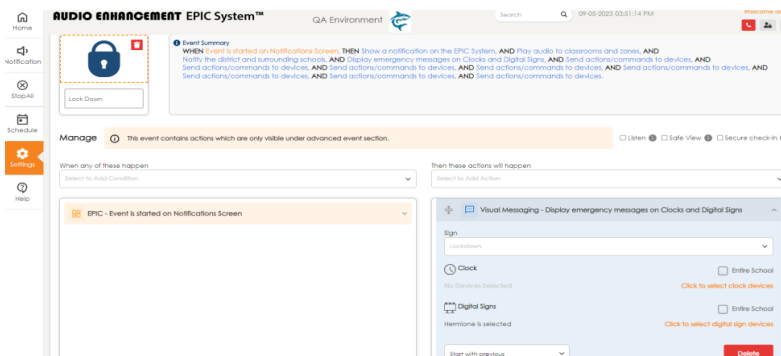 AUDIO ENHANCEMENT EPIC System™
QA Environment
Search
09-05-2023 03:51:14 PM
Welcome
Home
Notification
StopAll
Schedule
Settings
Help
Lock Down
Event Summary
WHEN Event is started on Notifications Screen, THEN Show a notification on the EPIC System, AND Play audio to classrooms and zones, AND
Notify the district and surrounding schools, AND Display emergency messages on Clocks and Digital Signs, AND Send actions/commands to devices, AND
Send actions/commands to devices, AND Send actions/commands to devices, AND Send actions/commands to devices, AND Send actions/commands to devices, AND
Send actions/commands to devices, AND Send actions/commands to devices, AND Send actions/commands to devices.
Manage
This event contains actions which are only visible under advanced event section.
Listen
Safe View
Secure check-in
When any of these happen
Select to Add Condition
EPIC - Event is started on Notifications Screen
Then these actions will happen
Select to Add Action
Visual Messaging - Display emergency messages on Clocks and Digital Signs
Sign
Lockdown
Clock
Entire School
No Devices Selected
Click to select clock devices
Digital Signs
Entire School
Hermione is selected
Click to select digital sign devices
Start with previous
Delete